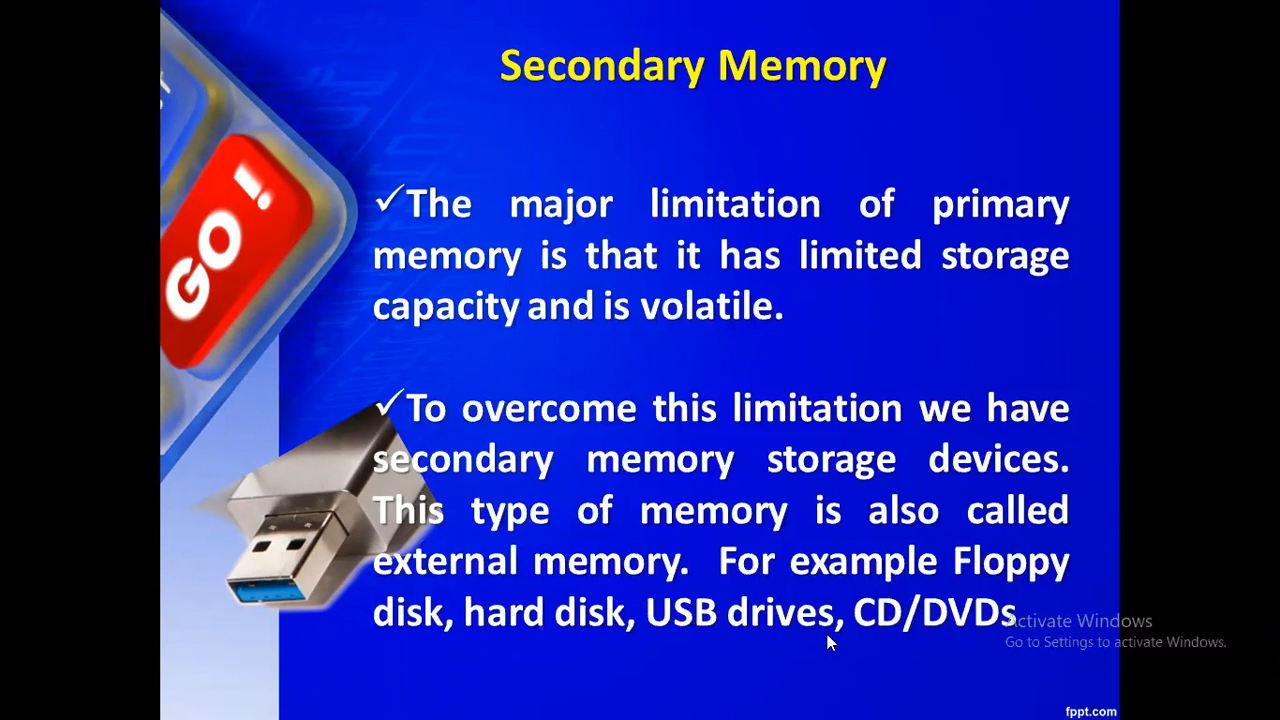 Secondary Memory
GO !
✓The major limitation of primary
memory is that it has limited storage
capacity and is volatile.
✓To overcome this limitation we have
secondary memory storage devices.
This type of memory is also called
external memory. For example Floppy
disk, hard disk, USB drives, CD/DVDs
Activate Windows
Go to Settings to activate Windows.
fppt.com